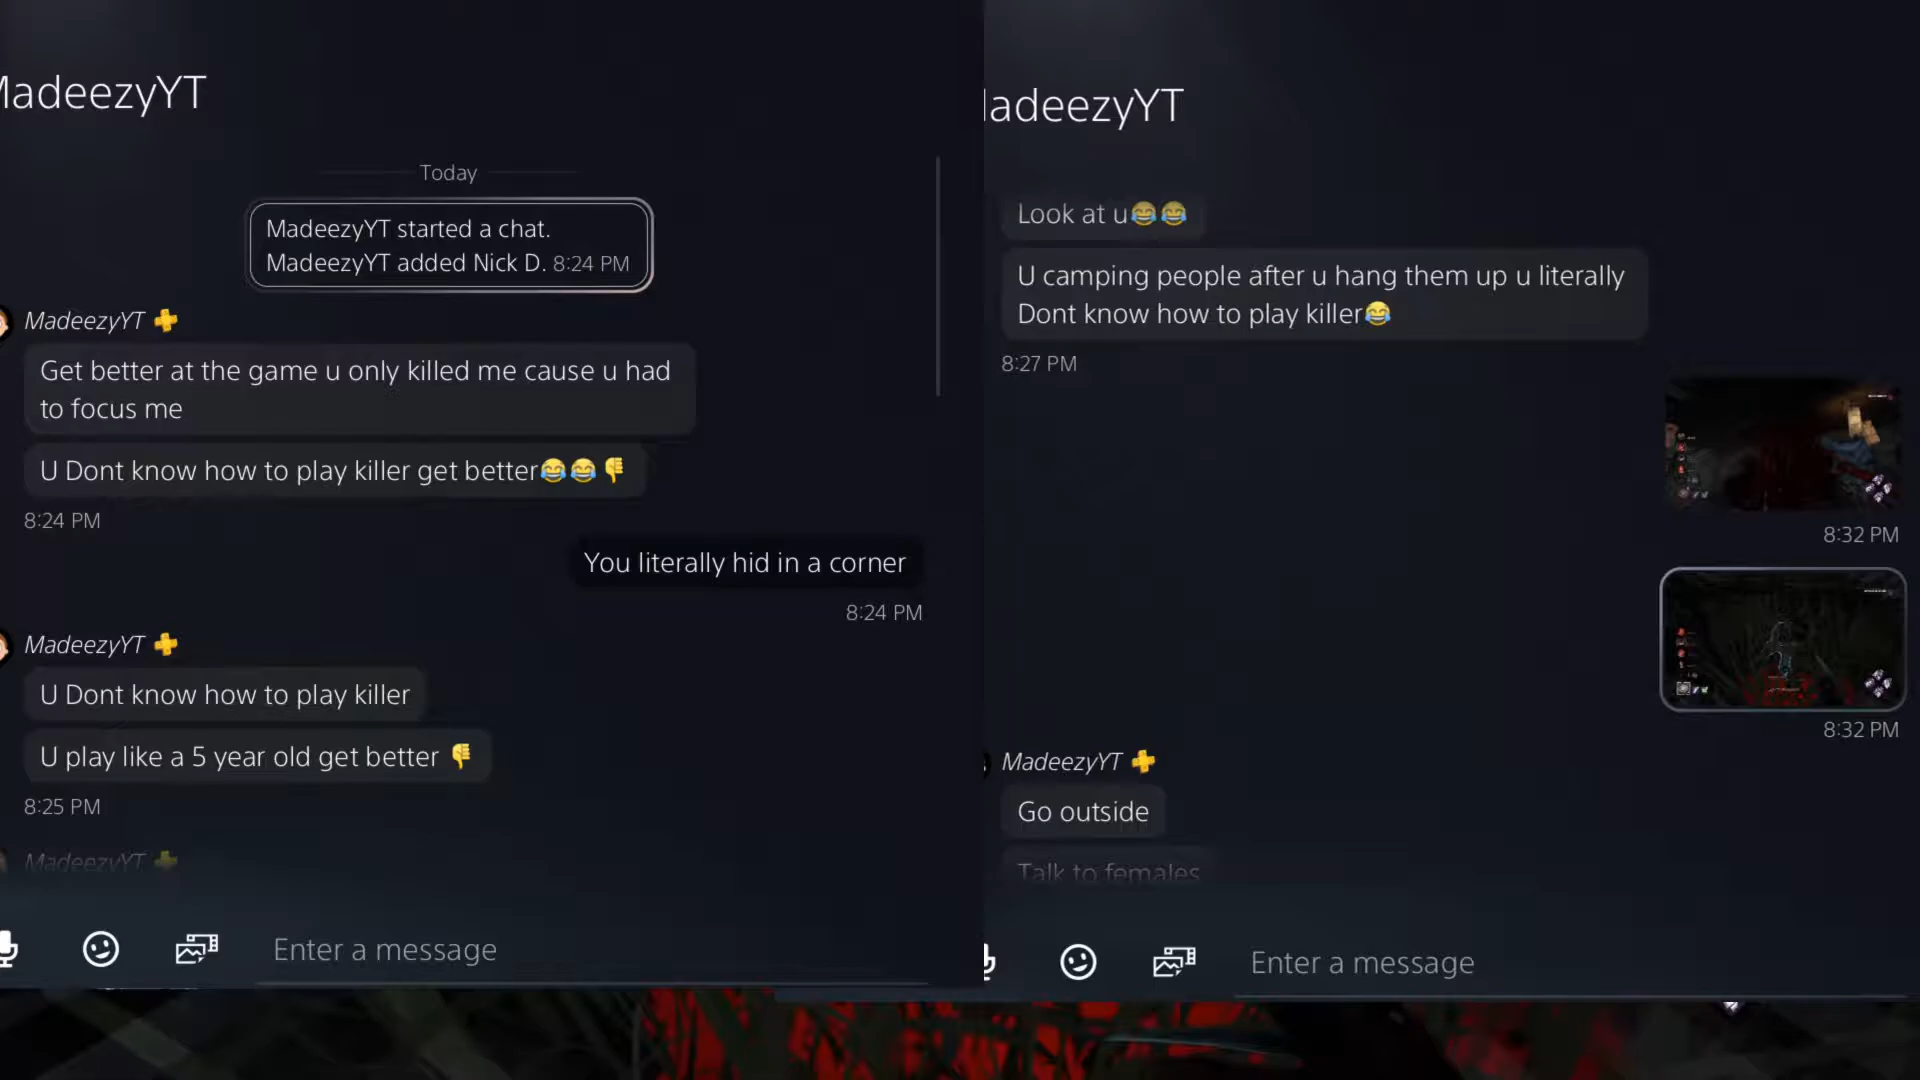 MadeezyYT
Today
MadeezyYT started a chat.
MadeezyYT added Nick D. 8:24 PM
MadeezyYT
Get better at the game u only killed me cause u had
to focus me
U Dont know how to play killer get better😂😂👎
8:24 PM
You literally hid in a corner
8:24 PM
MadeezyYT
U Dont know how to play killer
U play like a 5 year old get better 👎
8:25 PM
MadeezyYT
Enter a message
adeezyYT
Look at u😂😂
U camping people after u hang them up u literally
Dont know how to play killer😂
8:27 PM
8:32 PM
8:32 PM
MadeezyYT
Go outside
Talk to females
Enter a message